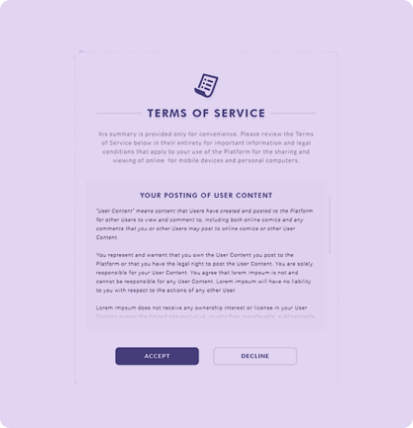 TERMS OF SERVICE
his summary is provided only for convenience. Please review the Terms
of Service below in their entirety for important information and legal
conditions that apply to your use of the Platform for the sharing and
viewing of online for mobile devices and personal computers.
YOUR POSTING OF USER CONTENT
"User Content" means content that Users have created and posted to the Platform
for other Users to view and comment to, including both online comics and any
comments that you or other Users may post to online comics or other User
Content.
You represent and warrant that you own the User Content you post to the
Platform or that you have the legal right to post the User Content. You are solely
responsible for your User Content. You agree that lorem impsum is not and
cannot be responsible for any User Content. Lorem impsum will have no liability
to you with respect to the actions of any other User.
Lorem impsum does not receive any ownership interest or license in your User
ACCEPT
DECLINE